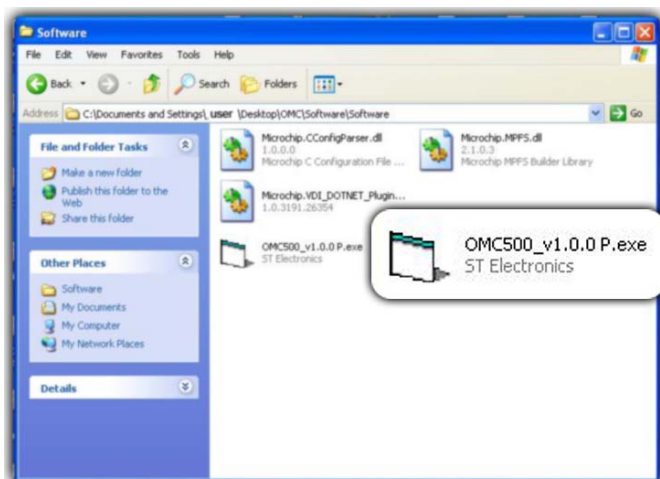 Software
File Edit View Favorites Tools Help
Back Search Folders
Address C:\Documents and Settings\ user \Desktop\OMC\Software\Software Go
File and Folder Tasks
Make a new folder
Publish this folder to the
Web
Share this folder
Other Places
Software
My Documents
My Computer
My Network Places
Details
Microchip.CConfigParser.dll
1.0.0.0
Microchip C Configuration File ...
Microchip.MPFS.dll
2.1.0.3
Microchip MPFS Builder Library
Microchip.VDI_DOTNET_Plugin...
1.0.3191.26354
OMC500_v1.0.0 P.exe
ST Electronics
OMC500_v1.0.0 P.exe
ST Electronics